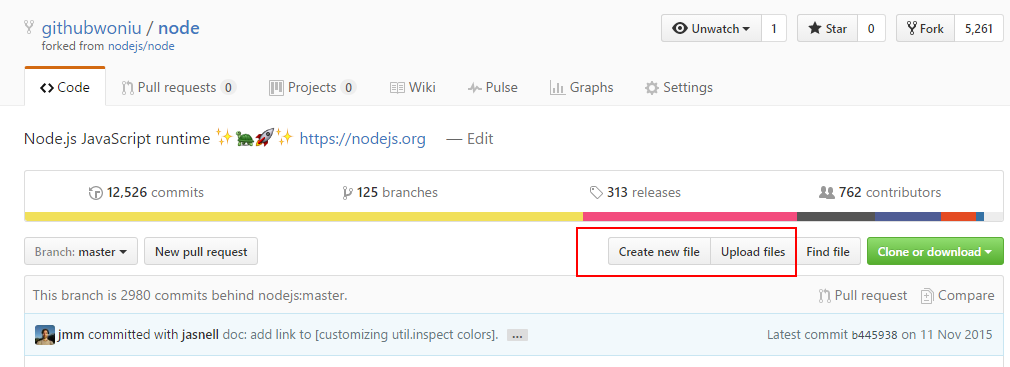 githubwoniu / node
Unwatch 1 Star 0 Fork 5,261
forked from nodejs/node
Code Pull requests 0 Projects 0 Wiki Pulse Graphs Settings
Node.js JavaScript runtime ✨🐢🚀✨ https://nodejs.org — Edit
12,526 commits 125 branches 313 releases 762 contributors
Branch: master New pull request Create new file Upload files Find file Clone or download
This branch is 2980 commits behind nodejs:master. Pull request Compare
jmm committed with jasnell doc: add link to [customizing util.inspect colors]. ... Latest commit b445938 on 11 Nov 2015